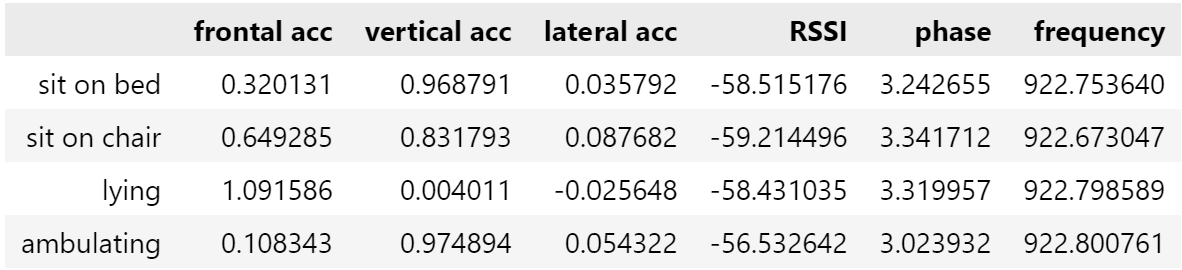 frontal acc vertical acc lateral acc RSSI phase frequency
sit on bed 0.320131 0.968791 0.035792 -58.515176 3.242655 922.753640
sit on chair 0.649285 0.831793 0.087682 -59.214496 3.341712 922.673047
lying 1.091586 0.004011 -0.025648 -58.431035 3.319957 922.798589
ambulating 0.108343 0.974894 0.054322 -56.532642 3.023932 922.800761